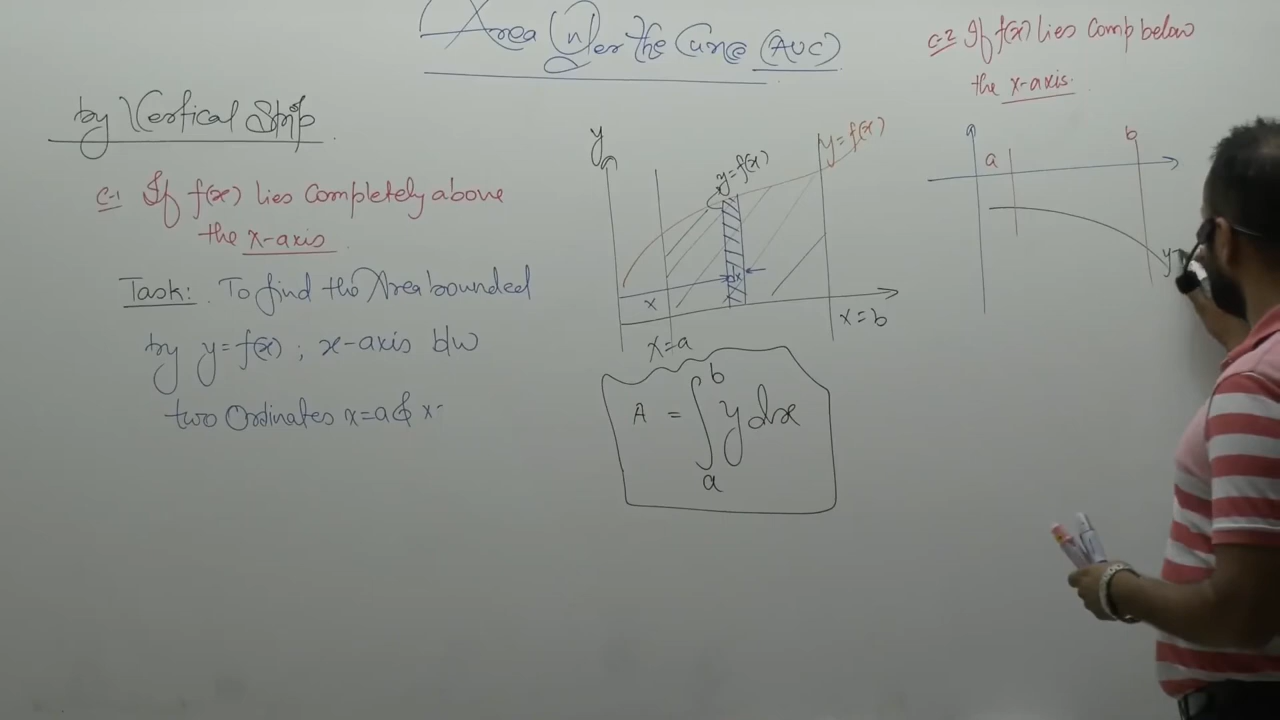 Area Under the Curve (AUC)
by Vertical Strip
C-1 If f(x) lies Completely above
the x-axis
Task: To find the Area bounded
by y=f(x) ; x-axis b/w
two Ordinates x=a & x=
y
y=f(x)
y=f(x)
x
x=a
x=b
A = ∫ₐᵇ y dx
C-2 If f(x) lies Comp below
the x-axis.
a
b
y=